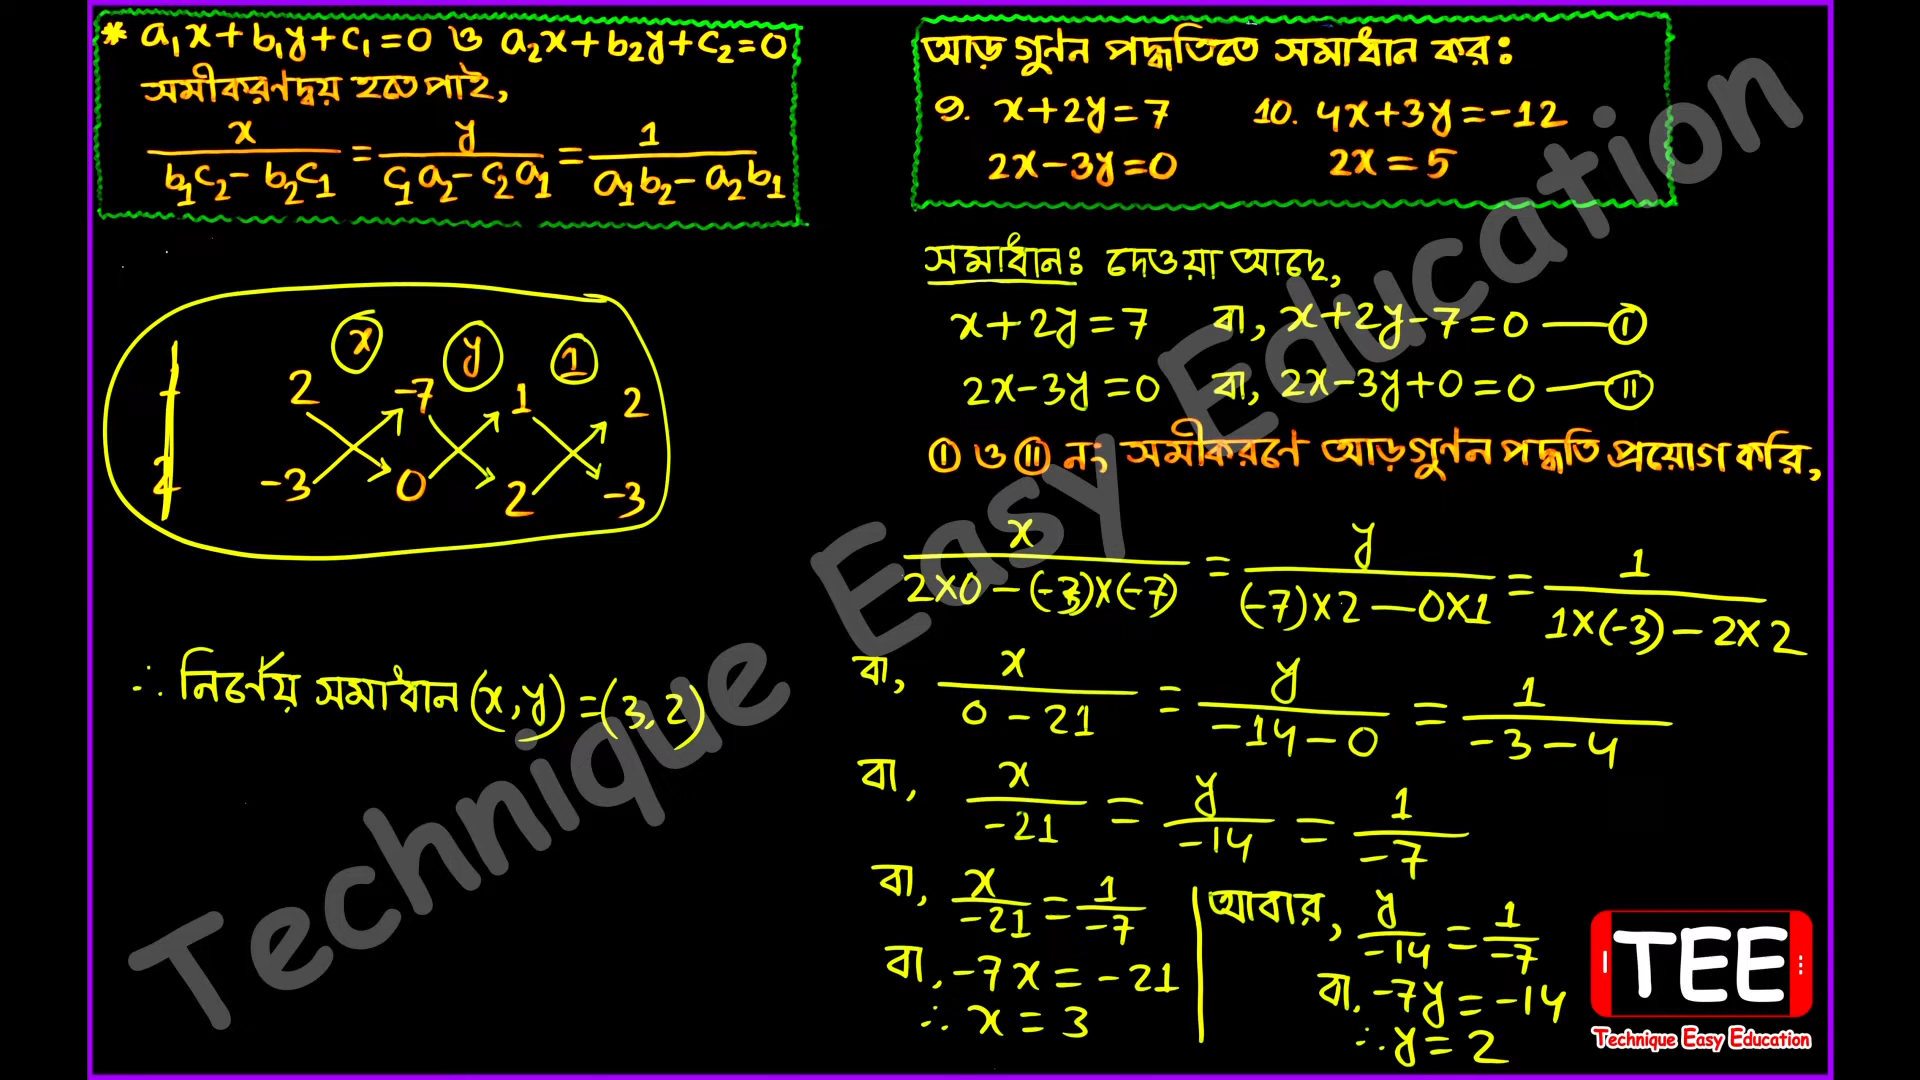 * a₁x+b₁y+c₁=0 ও a₂x+b₂y+c₂=0
সমীকরণদ্বয় হতে পাই,
x/(b₁c₂-b₂c₁) = y/(c₁a₂-c₂a₁) = 1/(a₁b₂-a₂b₁)
আড় গুণন পদ্ধতিতে সমাধান কর:
9. x+2y=7 10. 4x+3y=-12
2x-3y=0 2x=5
সমাধান: দেওয়া আছে,
x+2y=7 বা, x+2y-7=0 — (i)
2x-3y=0 বা, 2x-3y+0=0 — (ii)
(i) ও (ii) নং সমীকরণে আড়গুণন পদ্ধতি প্রয়োগ করি,
x y 1
2 -7 1 2
-3 0 2 -3
x/(2×0-(-3)×(-7)) = y/((-7)×2-0×1) = 1/(1×(-3)-2×2)
বা, x/(0-21) = y/(-14-0) = 1/(-3-4)
বা, x/-21 = y/-14 = 1/-7
বা, x/-21 = 1/-7
বা, -7x = -21
∴ x = 3
আবার, y/-14 = 1/-7
বা, -7y = -14
∴ y = 2
∴ নির্ণেয় সমাধান (x,y)=(3,2)
Technique Easy Education
TEE
Technique Easy Education